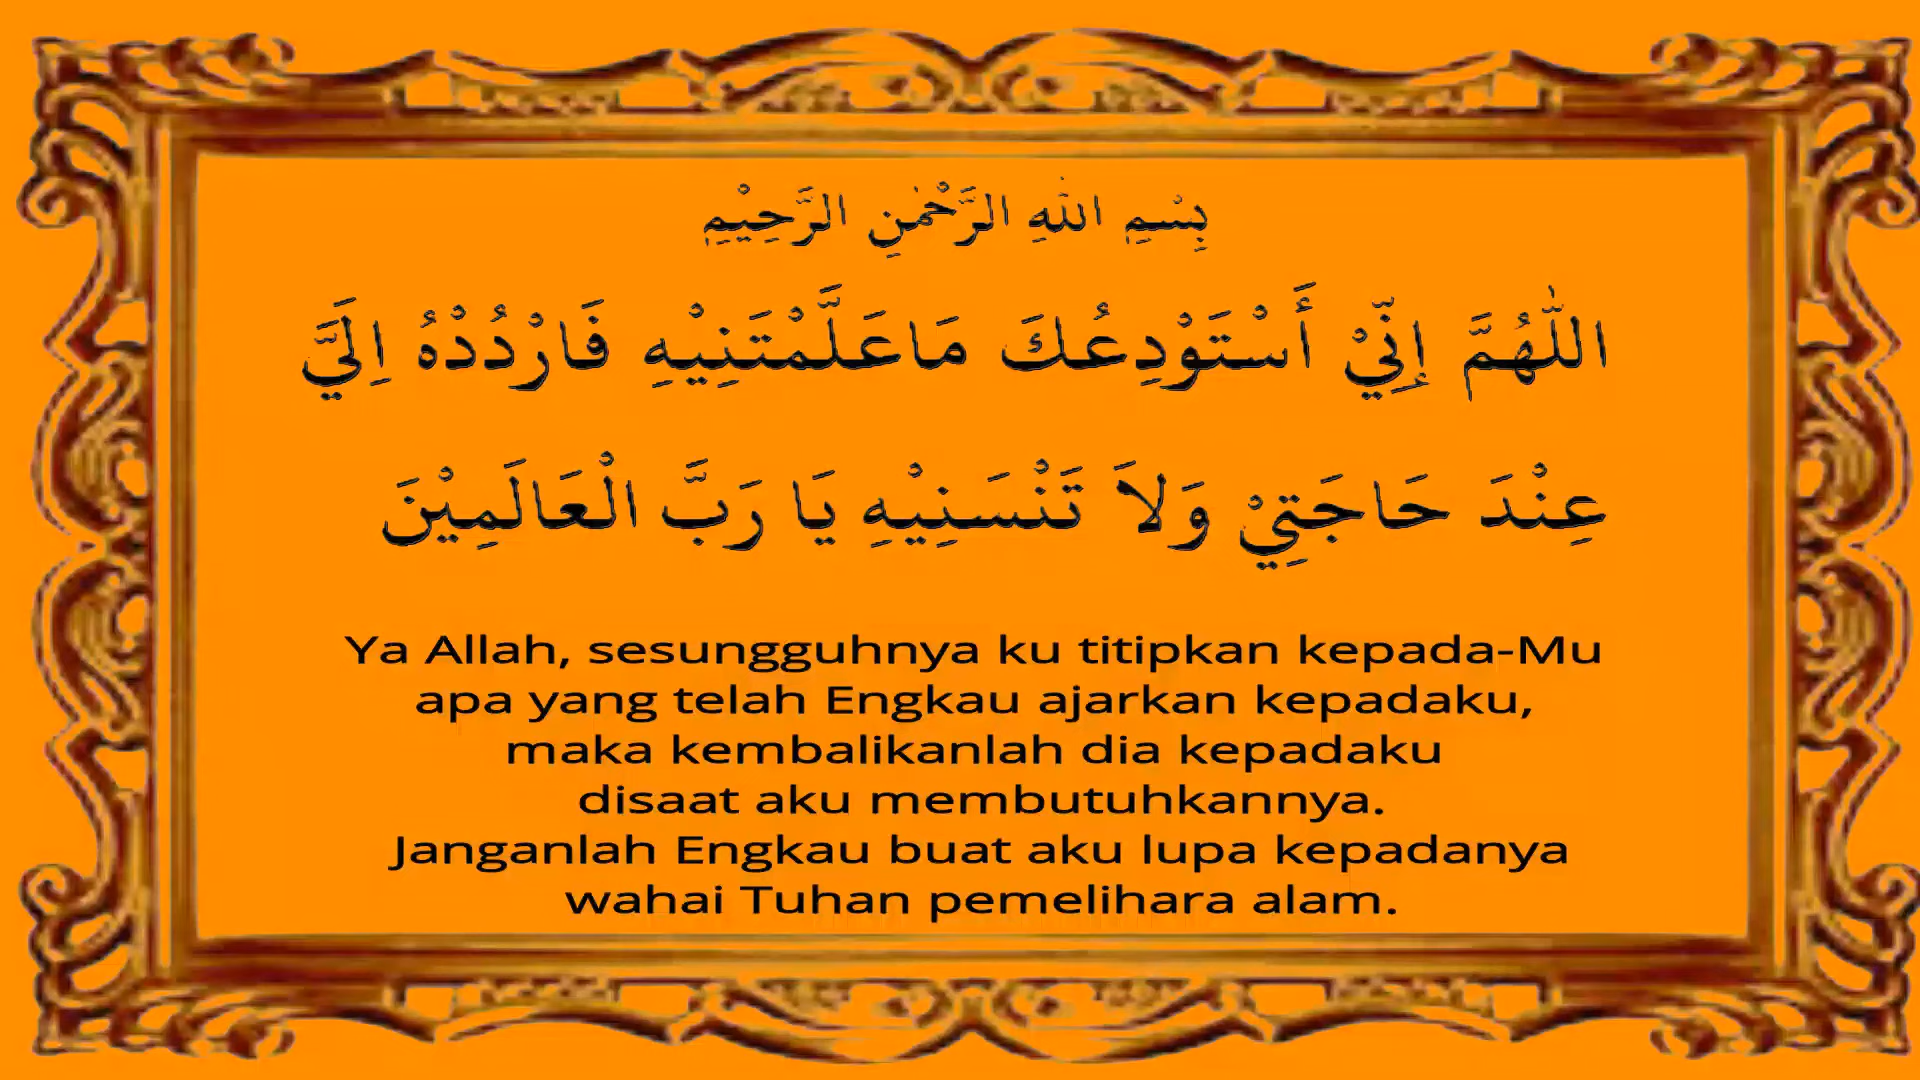 بِسْمِ اللهِ الرَّحْمٰنِ الرَّحِيْمِ
اللّٰهُمَّ إِنِّيْ أَسْتَوْدِعُكَ مَاعَلَّمْتَنِيْهِ فَارْدُدْهُ اِلَيَّ
عِنْدَ حَاجَتِيْ وَلاَ تَنْسَنِيْهِ يَا رَبَّ الْعَالَمِيْنَ
Ya Allah, sesungguhnya ku titipkan kepada-Mu
apa yang telah Engkau ajarkan kepadaku,
maka kembalikanlah dia kepadaku
disaat aku membutuhkannya.
Janganlah Engkau buat aku lupa kepadanya
wahai Tuhan pemelihara alam.